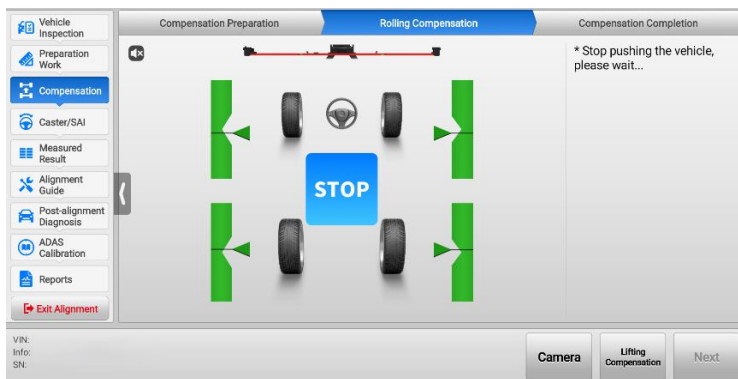 Vehicle
Inspection
Preparation
Work
Compensation
Caster/SAI
Measured
Result
Alignment
Guide
Post-alignment
Diagnosis
ADAS
Calibration
Reports
Exit Alignment
Compensation Preparation
Rolling Compensation
Compensation Completion
* Stop pushing the vehicle,
please wait...
STOP
VIN:
Info:
SN:
Camera
Lifting
Compensation
Next